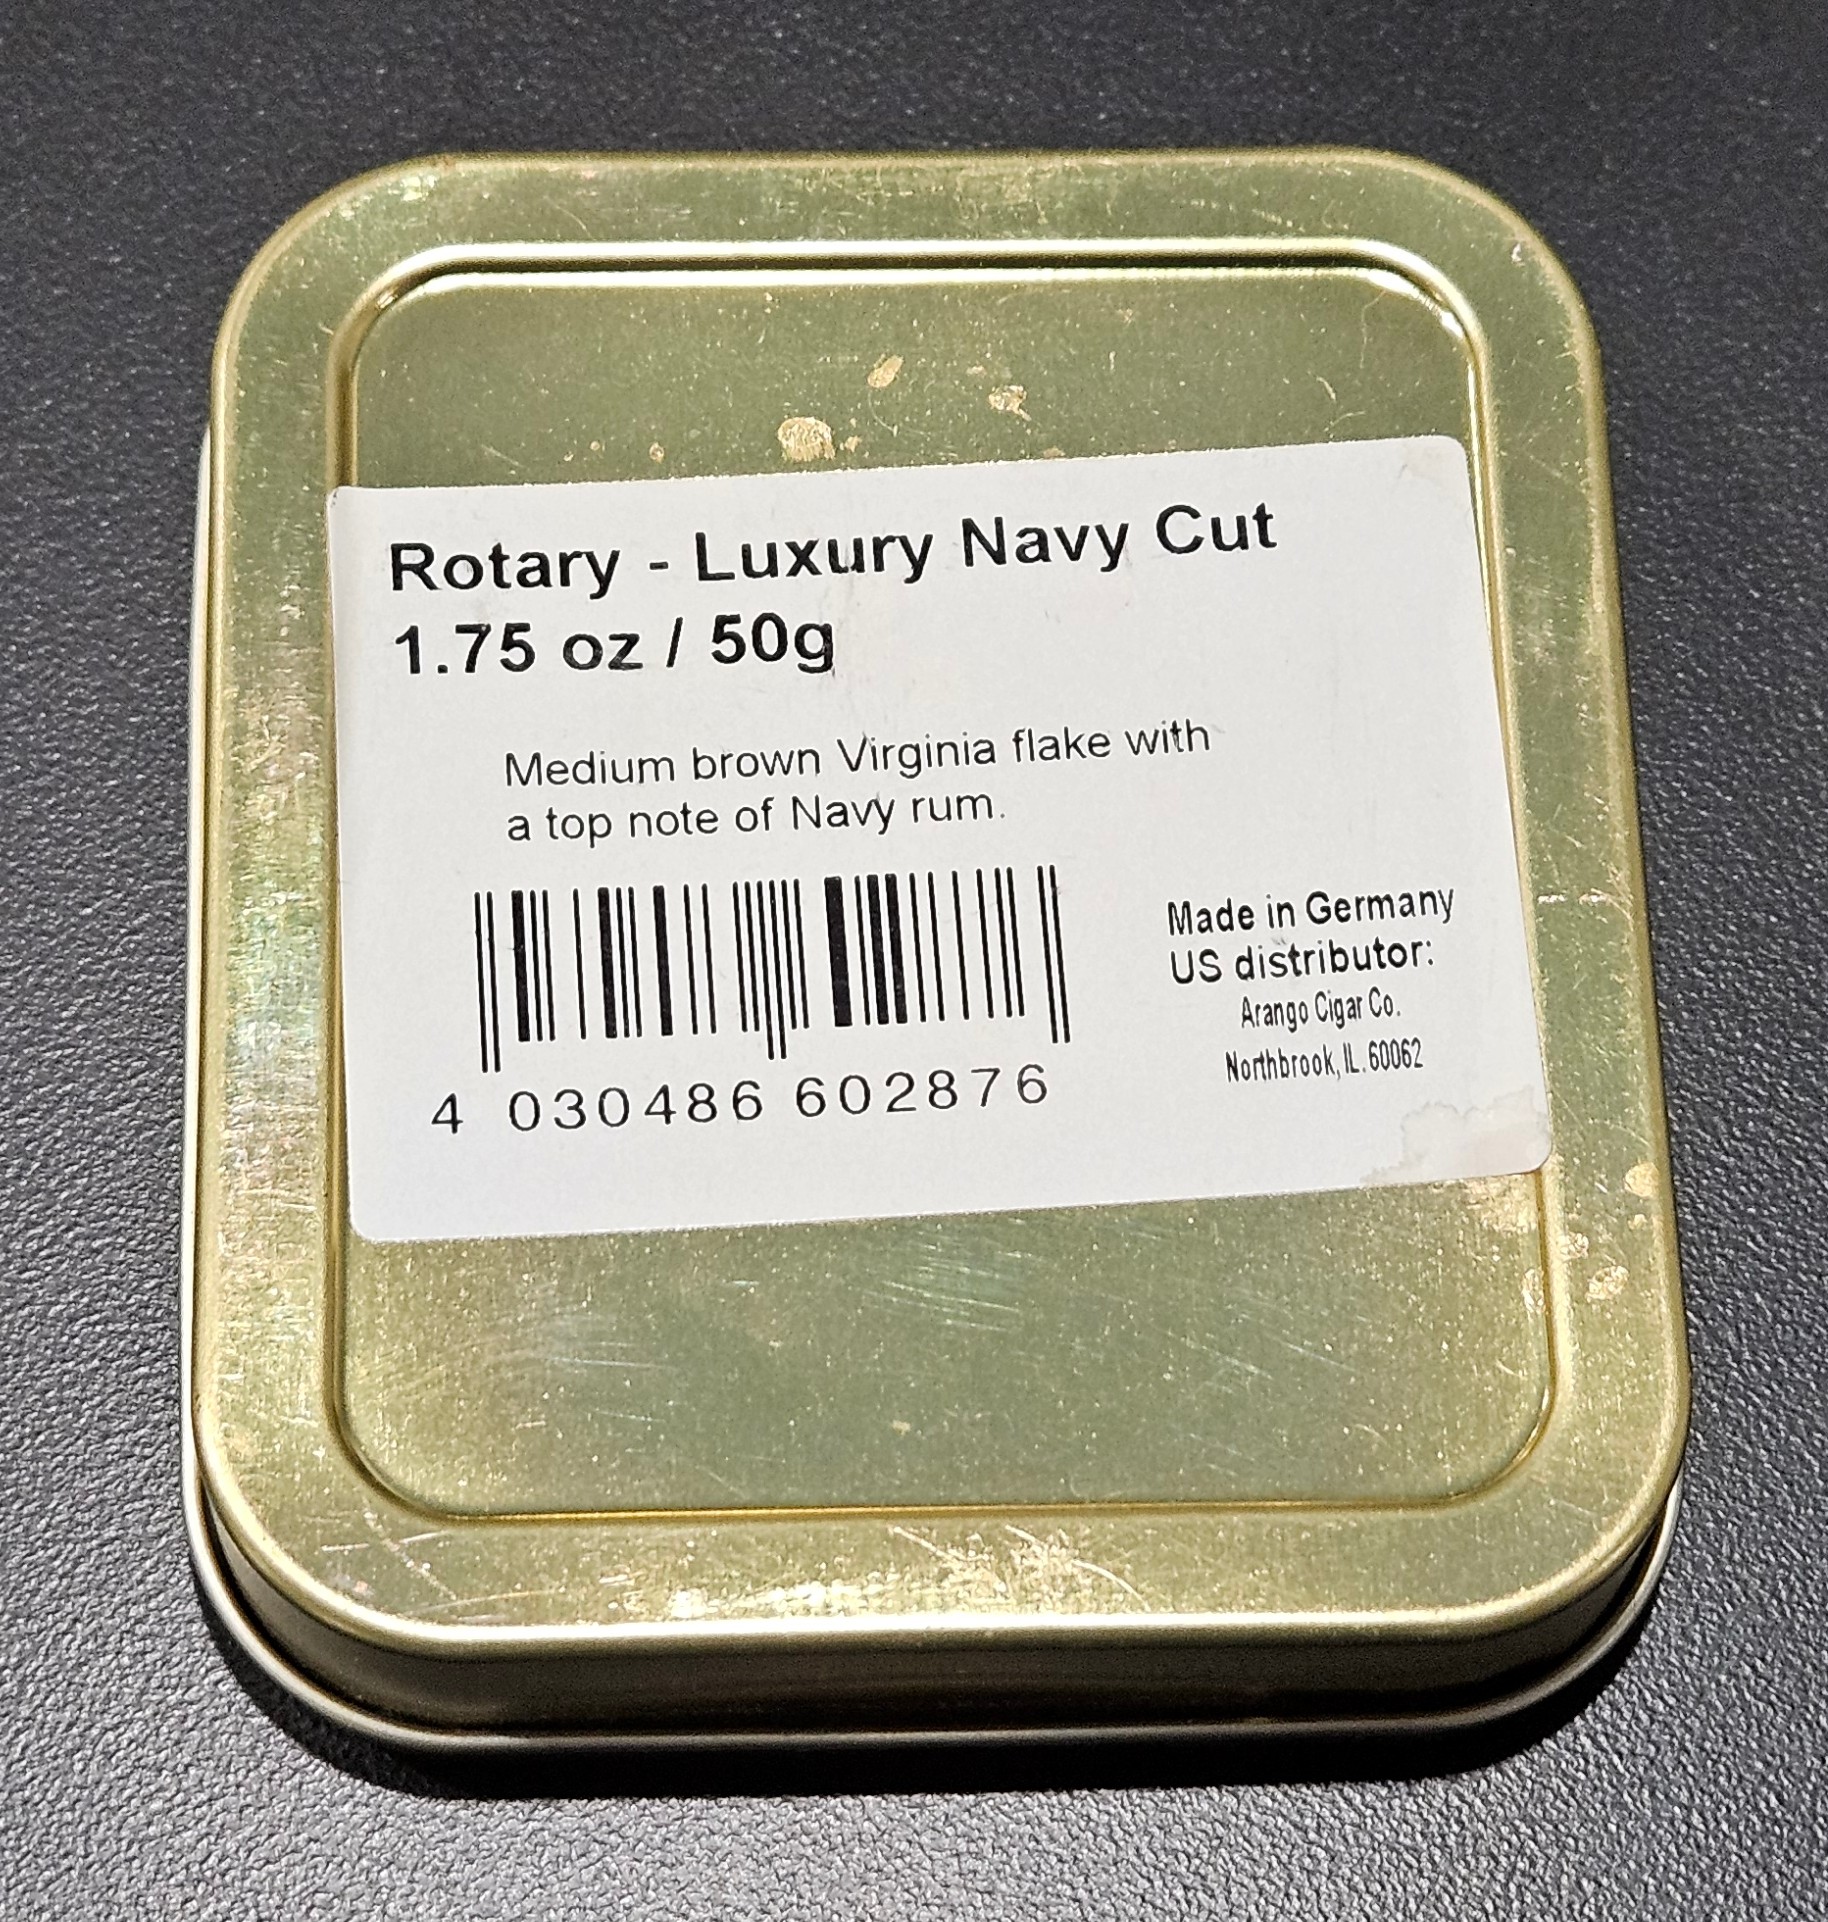 Rotary - Luxury Navy Cut
1.75 oz / 50g
Medium brown Virginia flake with
a top note of Navy rum.
4 030486 602876
Made in Germany
US distributor:
Arango Cigar Co.
Northbrook, IL. 60062